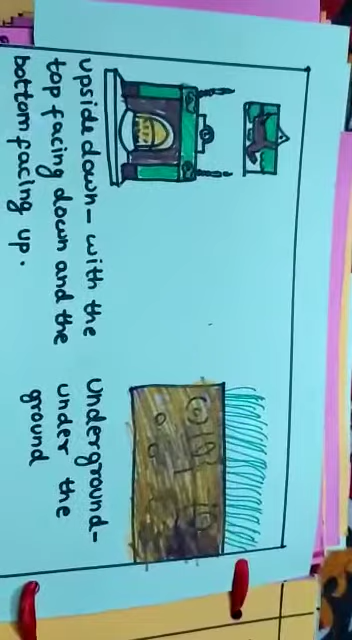 upside down - with the
top facing down and the
bottom facing up.
underground-
under the
ground